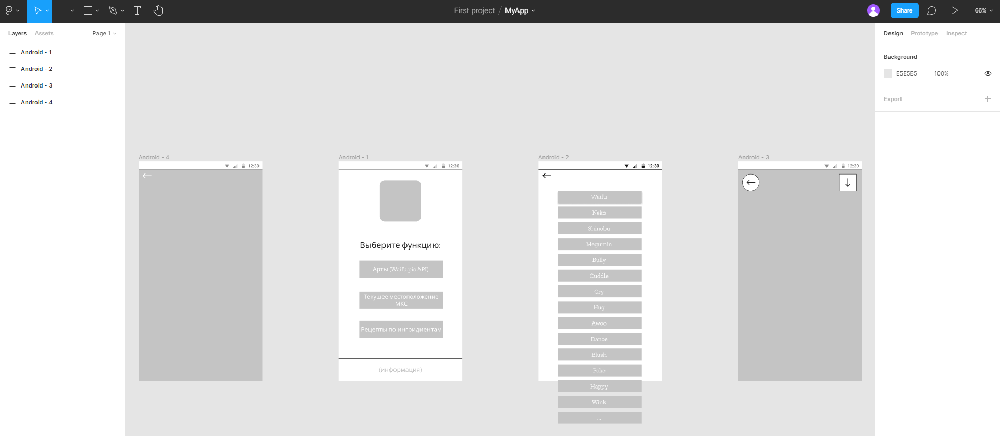 First project / MyApp
Share
66%
Layers
Assets
Page 1
Android - 1
Android - 2
Android - 3
Android - 4
Android - 4
12:30
Android - 1
12:30
Выберите функцию:
Арты (Waifu.pic API)
Текущее местоположение
МКС
Рецепты по ингридиентам
(информация)
Android - 2
12:30
Waifu
Neko
Shinobu
Megumin
Bully
Cuddle
Cry
Hug
Awoo
Dance
Blush
Poke
Happy
Wink
...
Android - 3
12:30
Design
Prototype
Inspect
Background
E5E5E5
100%
Export